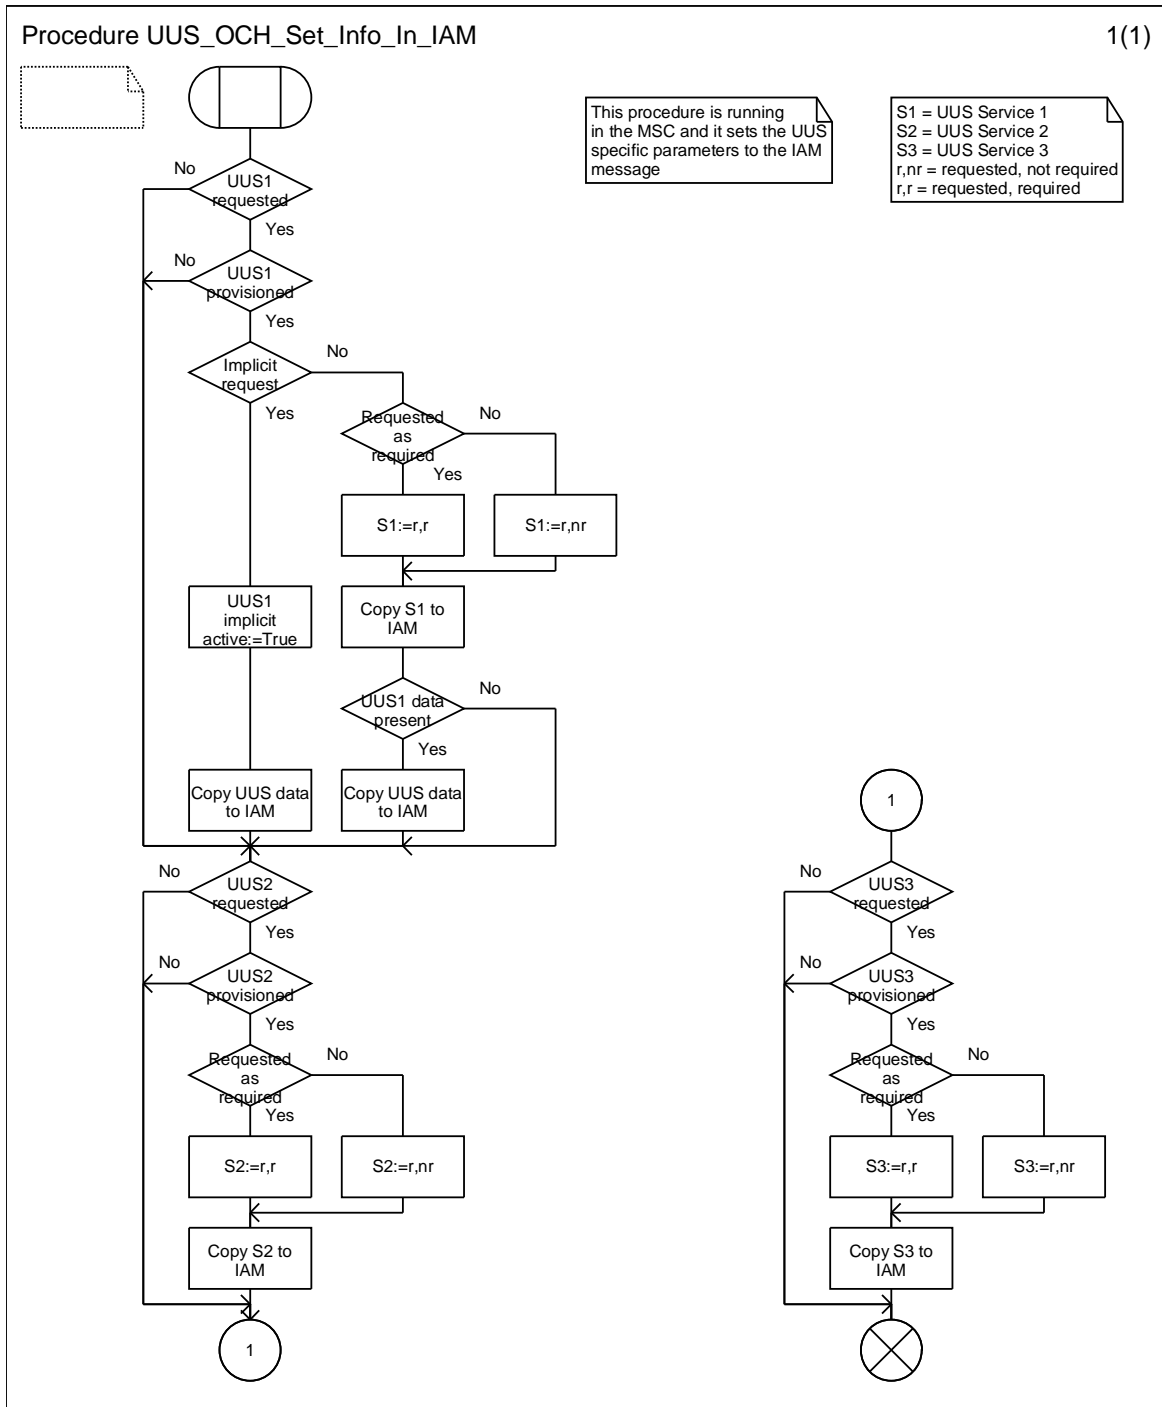 Procedure UUS_OCH_Set_Info_In_IAM
1(1)
This procedure is running
in the MSC and it sets the UUS
specific parameters to the IAM
message
S1 = UUS Service 1
S2 = UUS Service 2
S3 = UUS Service 3
r,nr = requested, not required
r,r = requested, required
No
UUS1
requested
Yes
No
UUS1
provisioned
Yes
Implicit
request
No
Yes
Requested
as
required
No
Yes
S1:=r,r
S1:=r,nr
UUS1
implicit
active:=True
Copy S1 to
IAM
UUS1 data
present
No
Yes
Copy UUS data
to IAM
Copy UUS data
to IAM
No
UUS2
requested
Yes
No
UUS2
provisioned
Yes
Requested
as
required
No
Yes
S2:=r,r
S2:=r,nr
Copy S2 to
IAM
1
1
No
UUS3
requested
Yes
No
UUS3
provisioned
Yes
Requested
as
required
No
Yes
S3:=r,r
S3:=r,nr
Copy S3 to
IAM